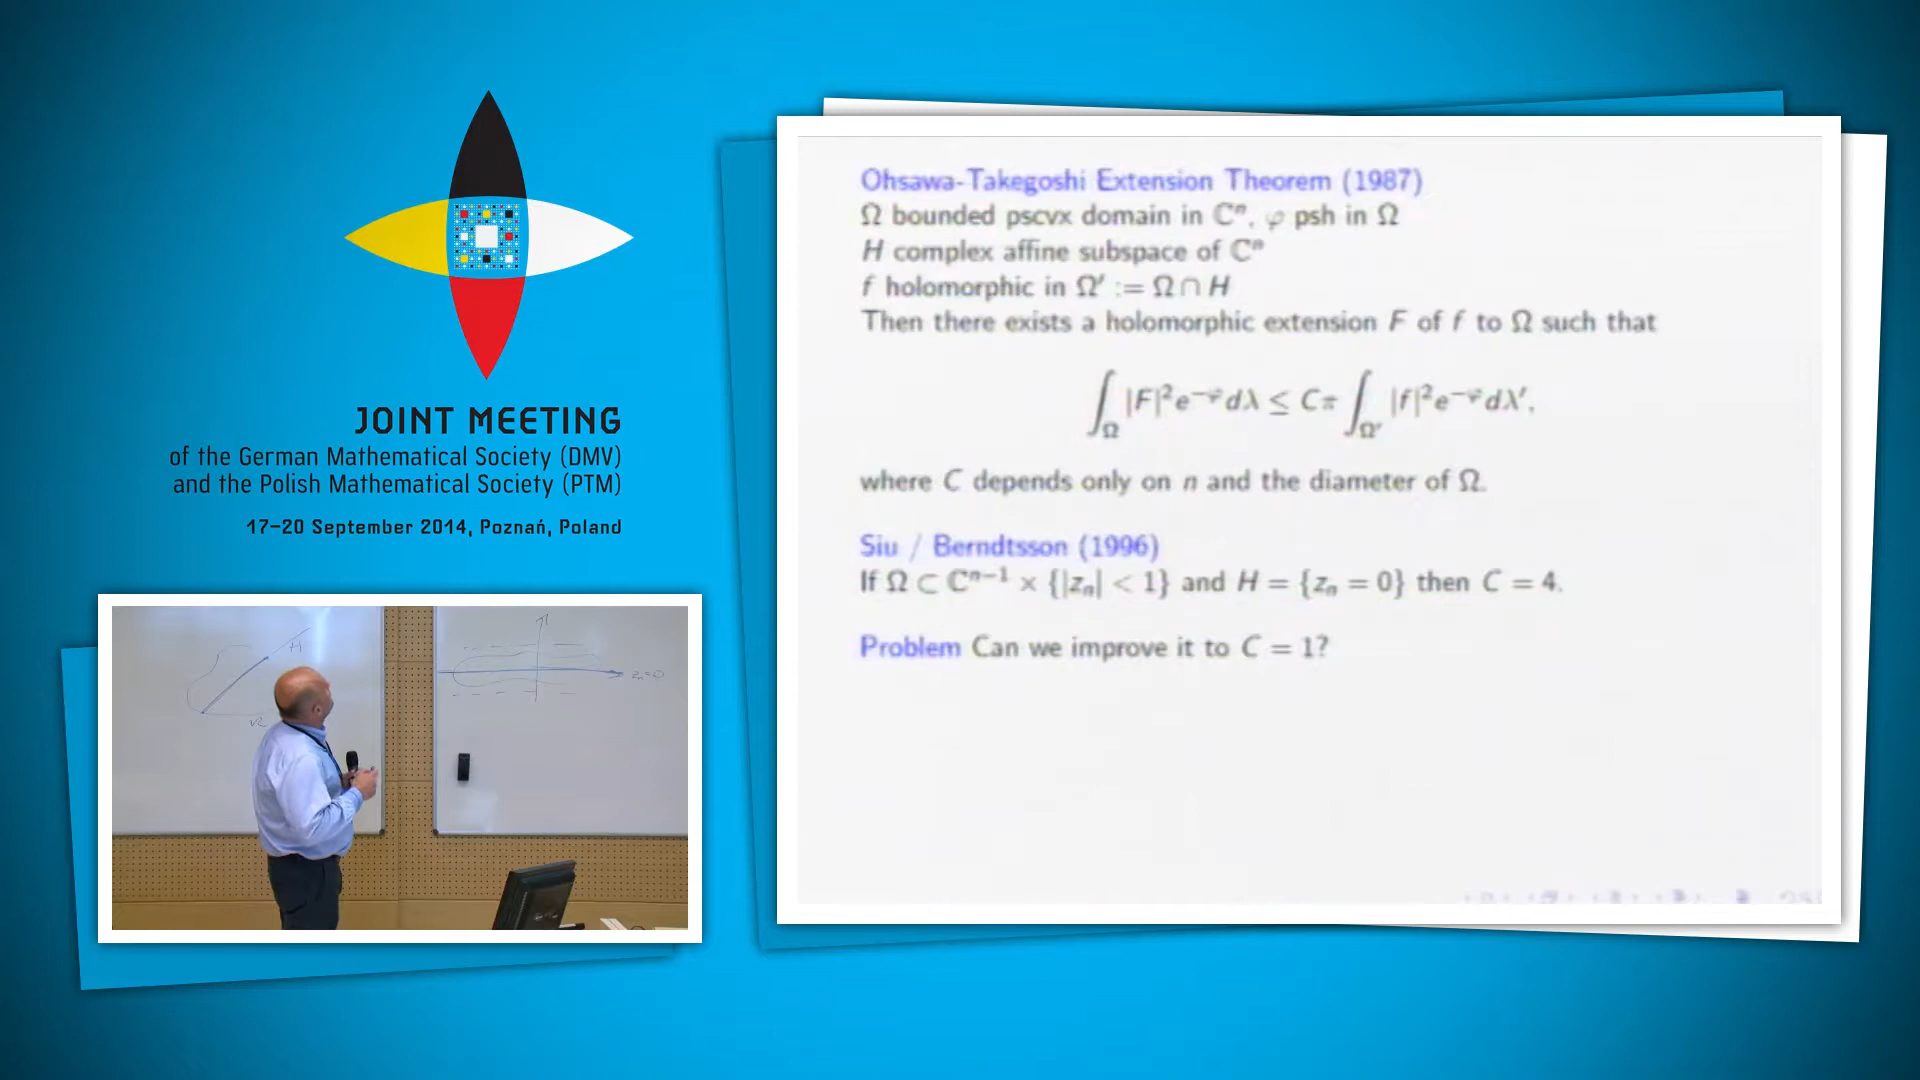 JOINT MEETING
of the German Mathematical Society (DMV)
and the Polish Mathematical Society (PTM)
17–20 September 2014, Poznań, Poland
Ohsawa-Takegoshi Extension Theorem (1987)
Ω bounded pscvx domain in ℂⁿ, φ psh in Ω
H complex affine subspace of ℂⁿ
f holomorphic in Ω′ := Ω ∩ H
Then there exists a holomorphic extension F of f to Ω such that
∫_Ω |F|²e^{−φ}dλ ≤ Cπ ∫_{Ω′} |f|²e^{−φ}dλ′,
where C depends only on n and the diameter of Ω.
Siu / Berndtsson (1996)
If Ω ⊂ ℂⁿ⁻¹ × {|zₙ| < 1} and H = {zₙ = 0} then C = 4.
Problem Can we improve it to C = 1?
H
Ω
zₙ=0